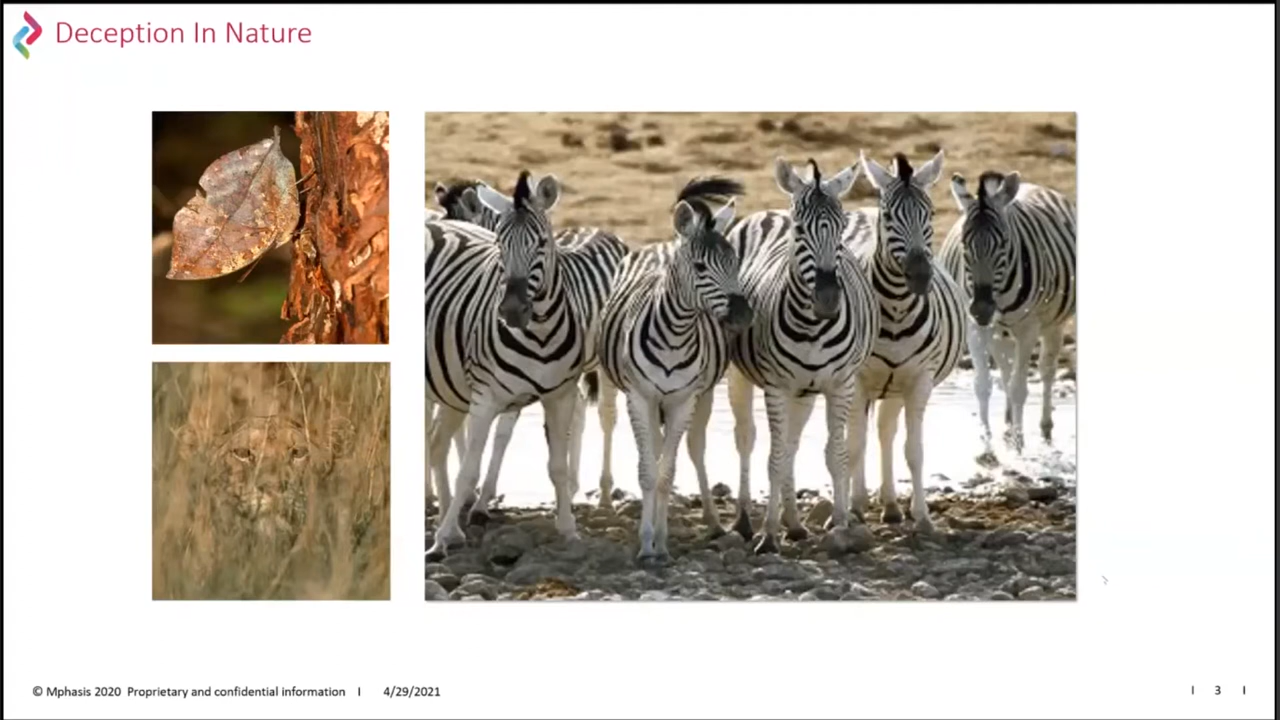 Deception In Nature
© Mphasis 2020 Proprietary and confidential information I 4/29/2021
I 3 I